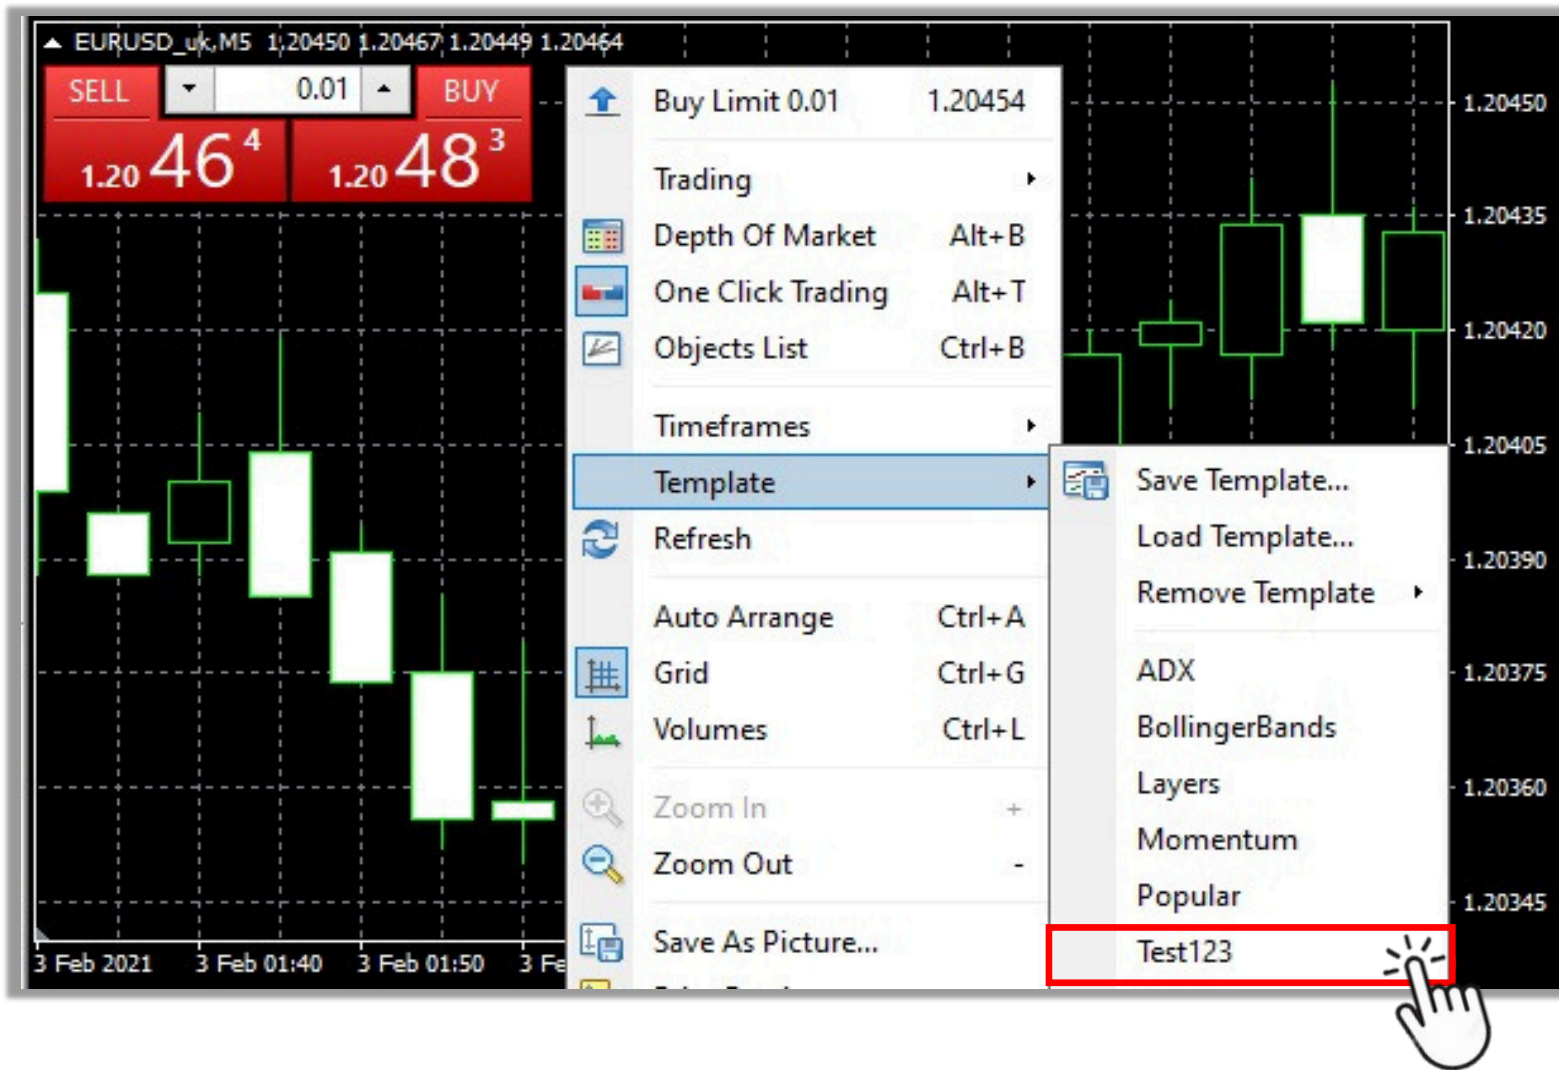 EURUSD_uk,M5 1.20450 1.20467 1.20449 1.20464
SELL 0.01 BUY
1.20 46 4 1.20 48 3
Buy Limit 0.01 1.20454
Trading
Depth Of Market Alt+B
One Click Trading Alt+T
Objects List Ctrl+B
Timeframes
Template
Refresh
Auto Arrange Ctrl+A
Grid Ctrl+G
Volumes Ctrl+L
Zoom In +
Zoom Out -
Save As Picture...
Save Template...
Load Template...
Remove Template
ADX
BollingerBands
Layers
Momentum
Popular
Test123
1.20450
1.20435
1.20420
1.20405
1.20390
1.20375
1.20360
1.20345
3 Feb 2021 3 Feb 01:40 3 Feb 01:50 3 Fe